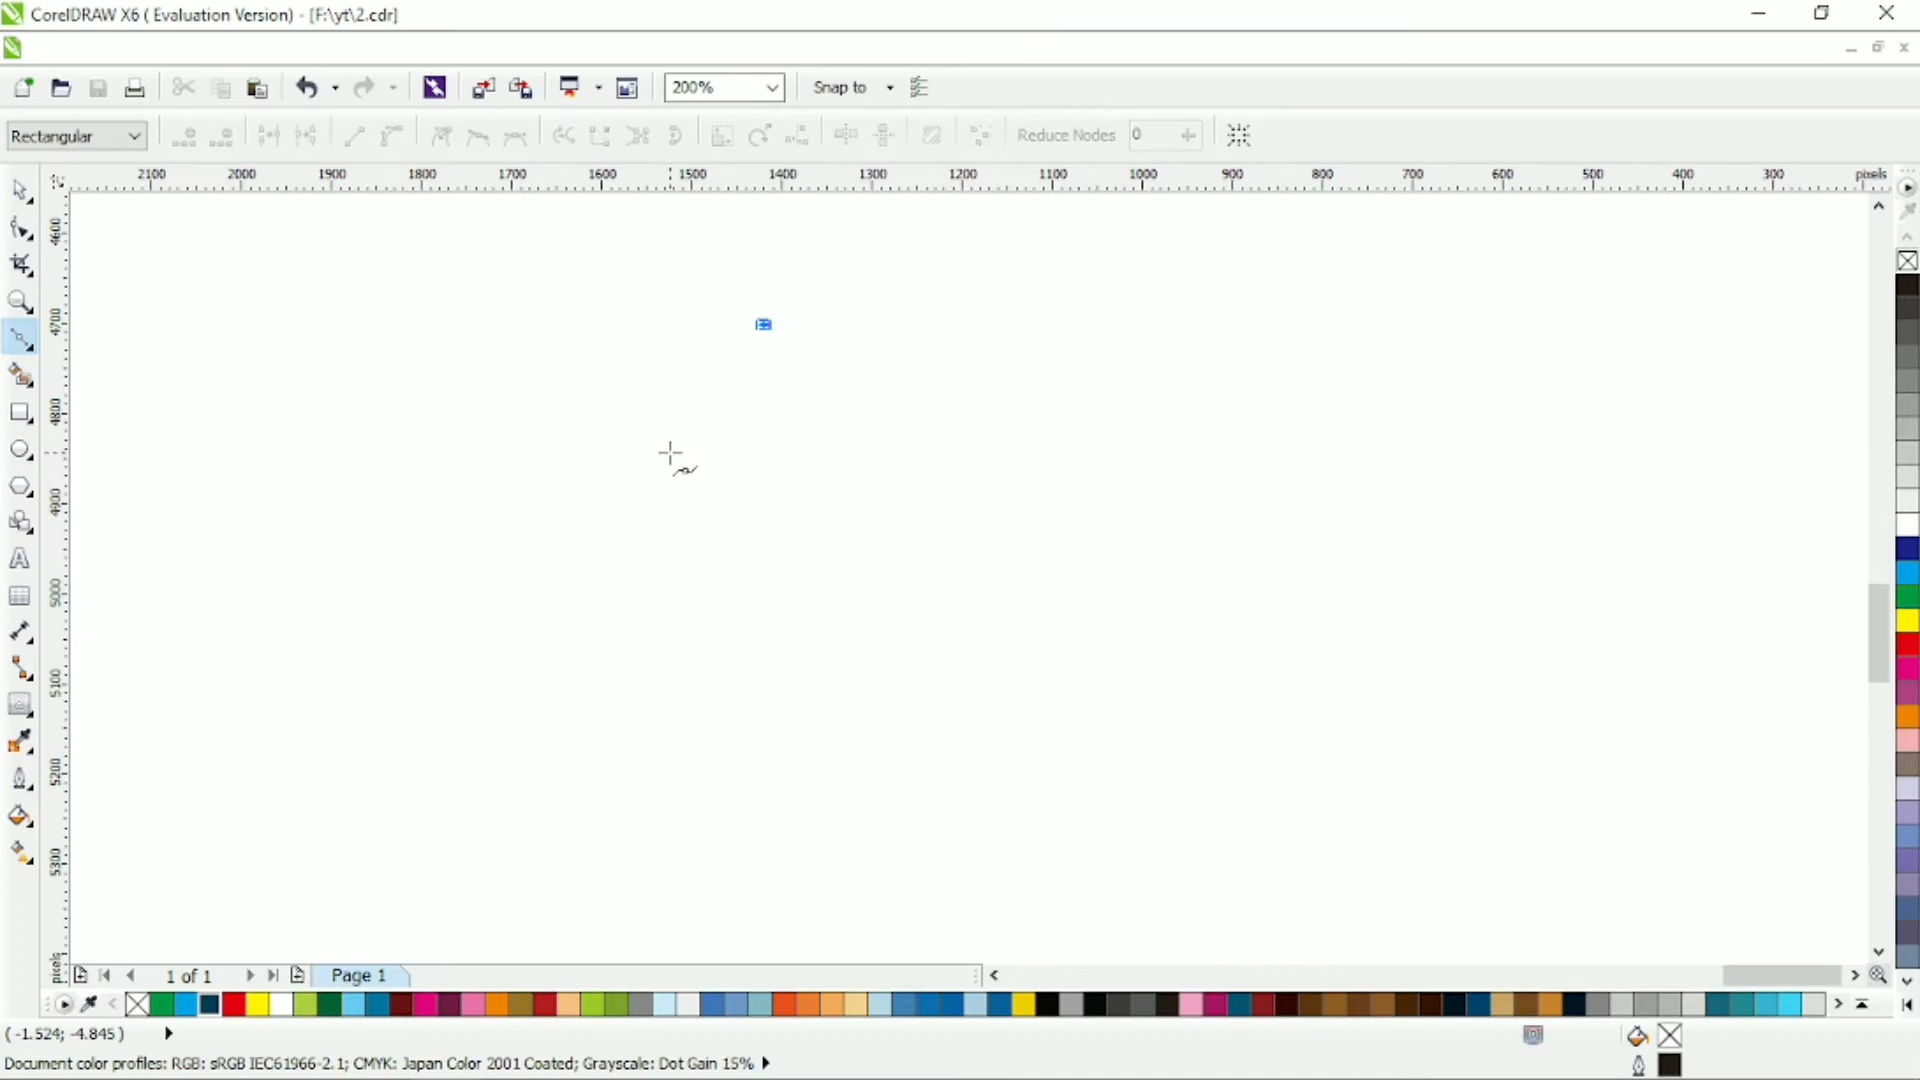 CorelDRAW X6 ( Evaluation Version) - [F:\yt\2.cdr]
200%
Snap to
Rectangular
Reduce Nodes
0
2100 2000 1900 1800 1700 1600 1500 1400 1300 1200 1100 1000 900 800 700 600 500 400 300 pixels
4600
4700
4800
4900
5000
5100
5200
5300
pixels
1 of 1
Page 1
( -1.524; -4.845 )
Document color profiles: RGB: sRGB IEC61966-2.1; CMYK: Japan Color 2001 Coated; Grayscale: Dot Gain 15%